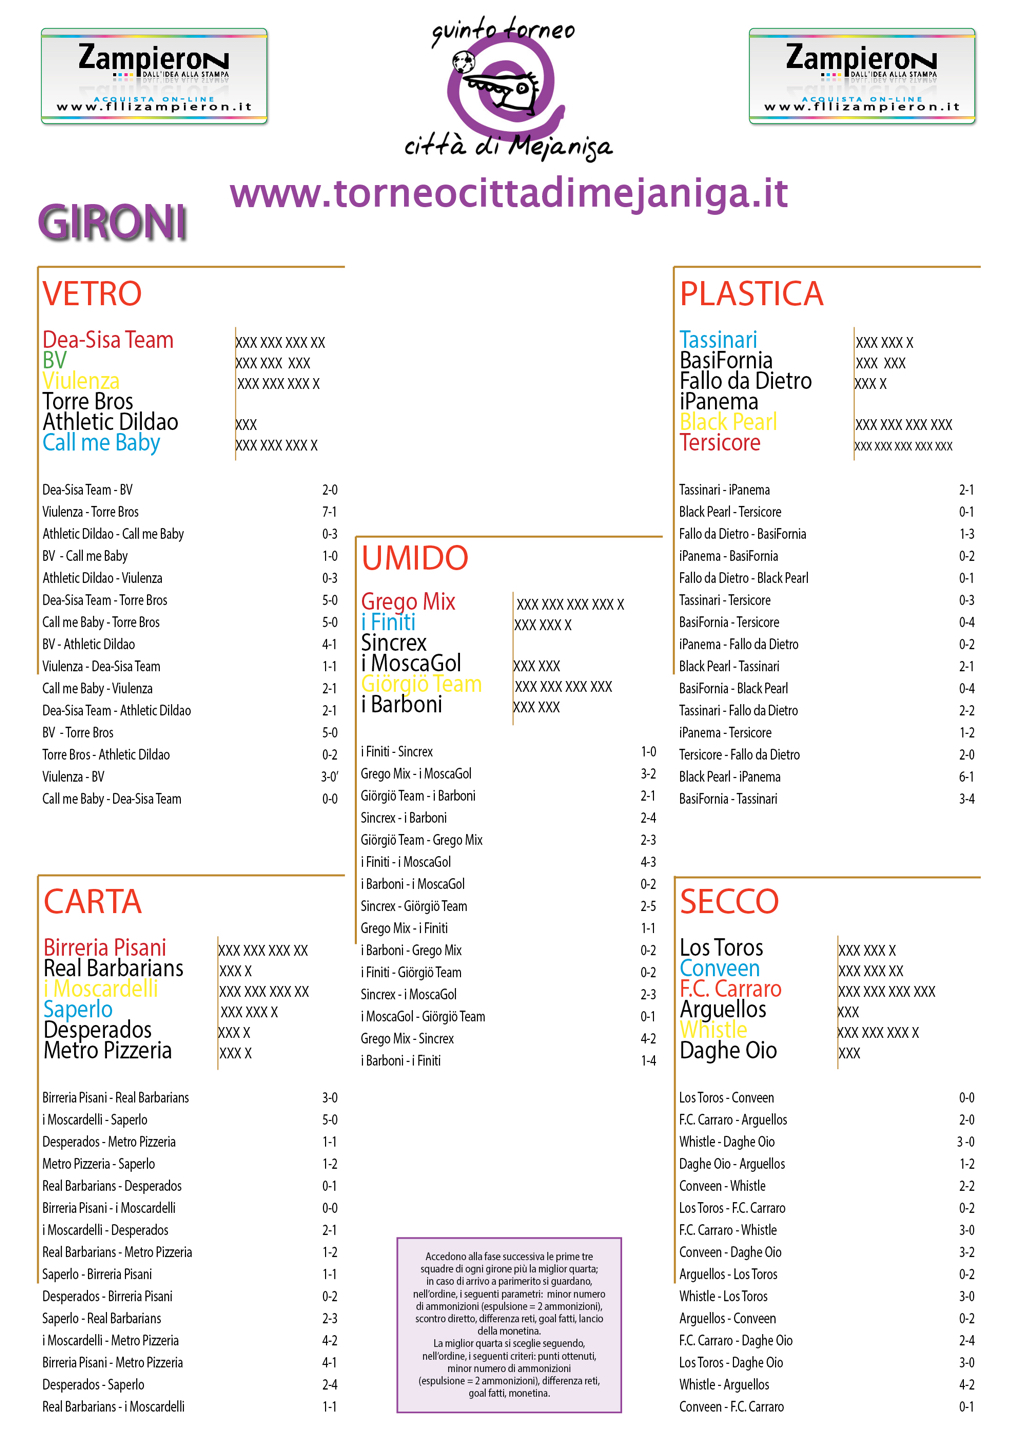 Zampieron
DALL'IDEA ALLA STAMPA
ACQUISTA ON-LINE
www.fllizampieron.it
quinto torneo
città di Mejaniga
Zampieron
DALL'IDEA ALLA STAMPA
ACQUISTA ON-LINE
www.fllizampieron.it
www.torneocittadimejaniga.it
GIRONI
VETRO
Dea-Sisa Team XXX XXX XXX XX
BV XXX XXX XXX
Viulenza XXX XXX XXX X
Torre Bros
Athletic Dildao XXX
Call me Baby XXX XXX XXX X
Dea-Sisa Team - BV 2-0
Viulenza - Torre Bros 7-1
Athletic Dildao - Call me Baby 0-3
BV - Call me Baby 1-0
Athletic Dildao - Viulenza 0-3
Dea-Sisa Team - Torre Bros 5-0
Call me Baby - Torre Bros 5-0
BV - Athletic Dildao 4-1
Viulenza - Dea-Sisa Team 1-1
Call me Baby - Viulenza 2-1
Dea-Sisa Team - Athletic Dildao 2-1
BV - Torre Bros 5-0
Torre Bros - Athletic Dildao 0-2
Viulenza - BV 3-0'
Call me Baby - Dea-Sisa Team 0-0
PLASTICA
Tassinari XXX XXX X
BasiFornia XXX XXX
Fallo da Dietro XXX X
iPanema
Black Pearl XXX XXX XXX XXX
Tersicore XXX XXX XXX XXX XXX
Tassinari - iPanema 2-1
Black Pearl - Tersicore 0-1
Fallo da Dietro - BasiFornia 1-3
iPanema - BasiFornia 0-2
Fallo da Dietro - Black Pearl 0-1
Tassinari - Tersicore 0-3
BasiFornia - Tersicore 0-4
iPanema - Fallo da Dietro 0-2
Black Pearl - Tassinari 2-1
BasiFornia - Black Pearl 0-4
Tassinari - Fallo da Dietro 2-2
iPanema - Tersicore 1-2
Tersicore - Fallo da Dietro 2-0
Black Pearl - iPanema 6-1
BasiFornia - Tassinari 3-4
UMIDO
Grego Mix XXX XXX XXX XXX X
i Finiti XXX XXX X
Sincrex
i MoscaGol XXX XXX
Giörgiö Team XXX XXX XXX XXX
i Barboni XXX XXX
i Finiti - Sincrex 1-0
Grego Mix - i MoscaGol 3-2
Giörgiö Team - i Barboni 2-1
Sincrex - i Barboni 2-4
Giörgiö Team - Grego Mix 2-3
i Finiti - i MoscaGol 4-3
i Barboni - i MoscaGol 0-2
Sincrex - Giörgiö Team 2-5
Grego Mix - i Finiti 1-1
i Barboni - Grego Mix 0-2
i Finiti - Giörgiö Team 0-2
Sincrex - i MoscaGol 2-3
i MoscaGol - Giörgiö Team 0-1
Grego Mix - Sincrex 4-2
i Barboni - i Finiti 1-4
CARTA
Birreria Pisani XXX XXX XXX XX
Real Barbarians XXX X
i Moscardelli XXX XXX XXX XX
Saperlo XXX XXX X
Desperados XXX X
Metro Pizzeria XXX X
Birreria Pisani - Real Barbarians 3-0
i Moscardelli - Saperlo 5-0
Desperados - Metro Pizzeria 1-1
Metro Pizzeria - Saperlo 1-2
Real Barbarians - Desperados 0-1
Birreria Pisani - i Moscardelli 0-0
i Moscardelli - Desperados 2-1
Real Barbarians - Metro Pizzeria 1-2
Saperlo - Birreria Pisani 1-1
Desperados - Birreria Pisani 0-2
Saperlo - Real Barbarians 2-3
i Moscardelli - Metro Pizzeria 4-2
Birreria Pisani - Metro Pizzeria 4-1
Desperados - Saperlo 2-4
Real Barbarians - i Moscardelli 1-1
SECCO
Los Toros XXX XXX X
Conveen XXX XXX XX
F.C. Carraro XXX XXX XXX XXX
Arguellos XXX
Whistle XXX XXX XXX X
Daghe Oio XXX
Los Toros - Conveen 0-0
F.C. Carraro - Arguellos 2-0
Whistle - Daghe Oio 3 -0
Daghe Oio - Arguellos 1-2
Conveen - Whistle 2-2
Los Toros - F.C. Carraro 0-2
F.C. Carraro - Whistle 3-0
Conveen - Daghe Oio 3-2
Arguellos - Los Toros 0-2
Whistle - Los Toros 3-0
Arguellos - Conveen 0-2
F.C. Carraro - Daghe Oio 2-4
Los Toros - Daghe Oio 3-0
Whistle - Arguellos 4-2
Conveen - F.C. Carraro 0-1
Accedono alla fase successiva le prime tre
squadre di ogni girone più la miglior quarta;
in caso di arrivo a parimerito si guardano,
nell'ordine, i seguenti parametri: minor numero
di ammonizioni (espulsione = 2 ammonizioni),
scontro diretto, differenza reti, goal fatti, lancio
della monetina.
La miglior quarta si sceglie seguendo,
nell'ordine, i seguenti criteri: punti ottenuti,
minor numero di ammonizioni
(espulsione = 2 ammonizioni), differenza reti,
goal fatti, monetina.